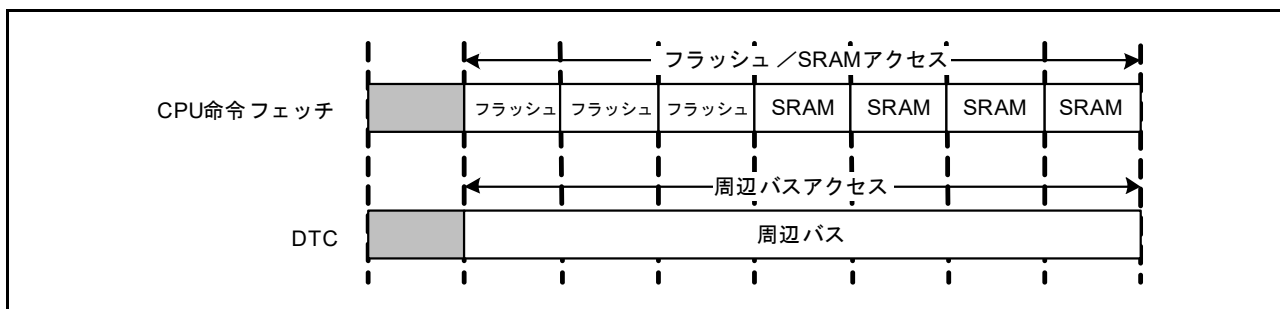 フラッシュ／SRAMアクセス
CPU命令フェッチ
フラッシュ フラッシュ フラッシュ SRAM SRAM SRAM SRAM
周辺バスアクセス
DTC
周辺バス